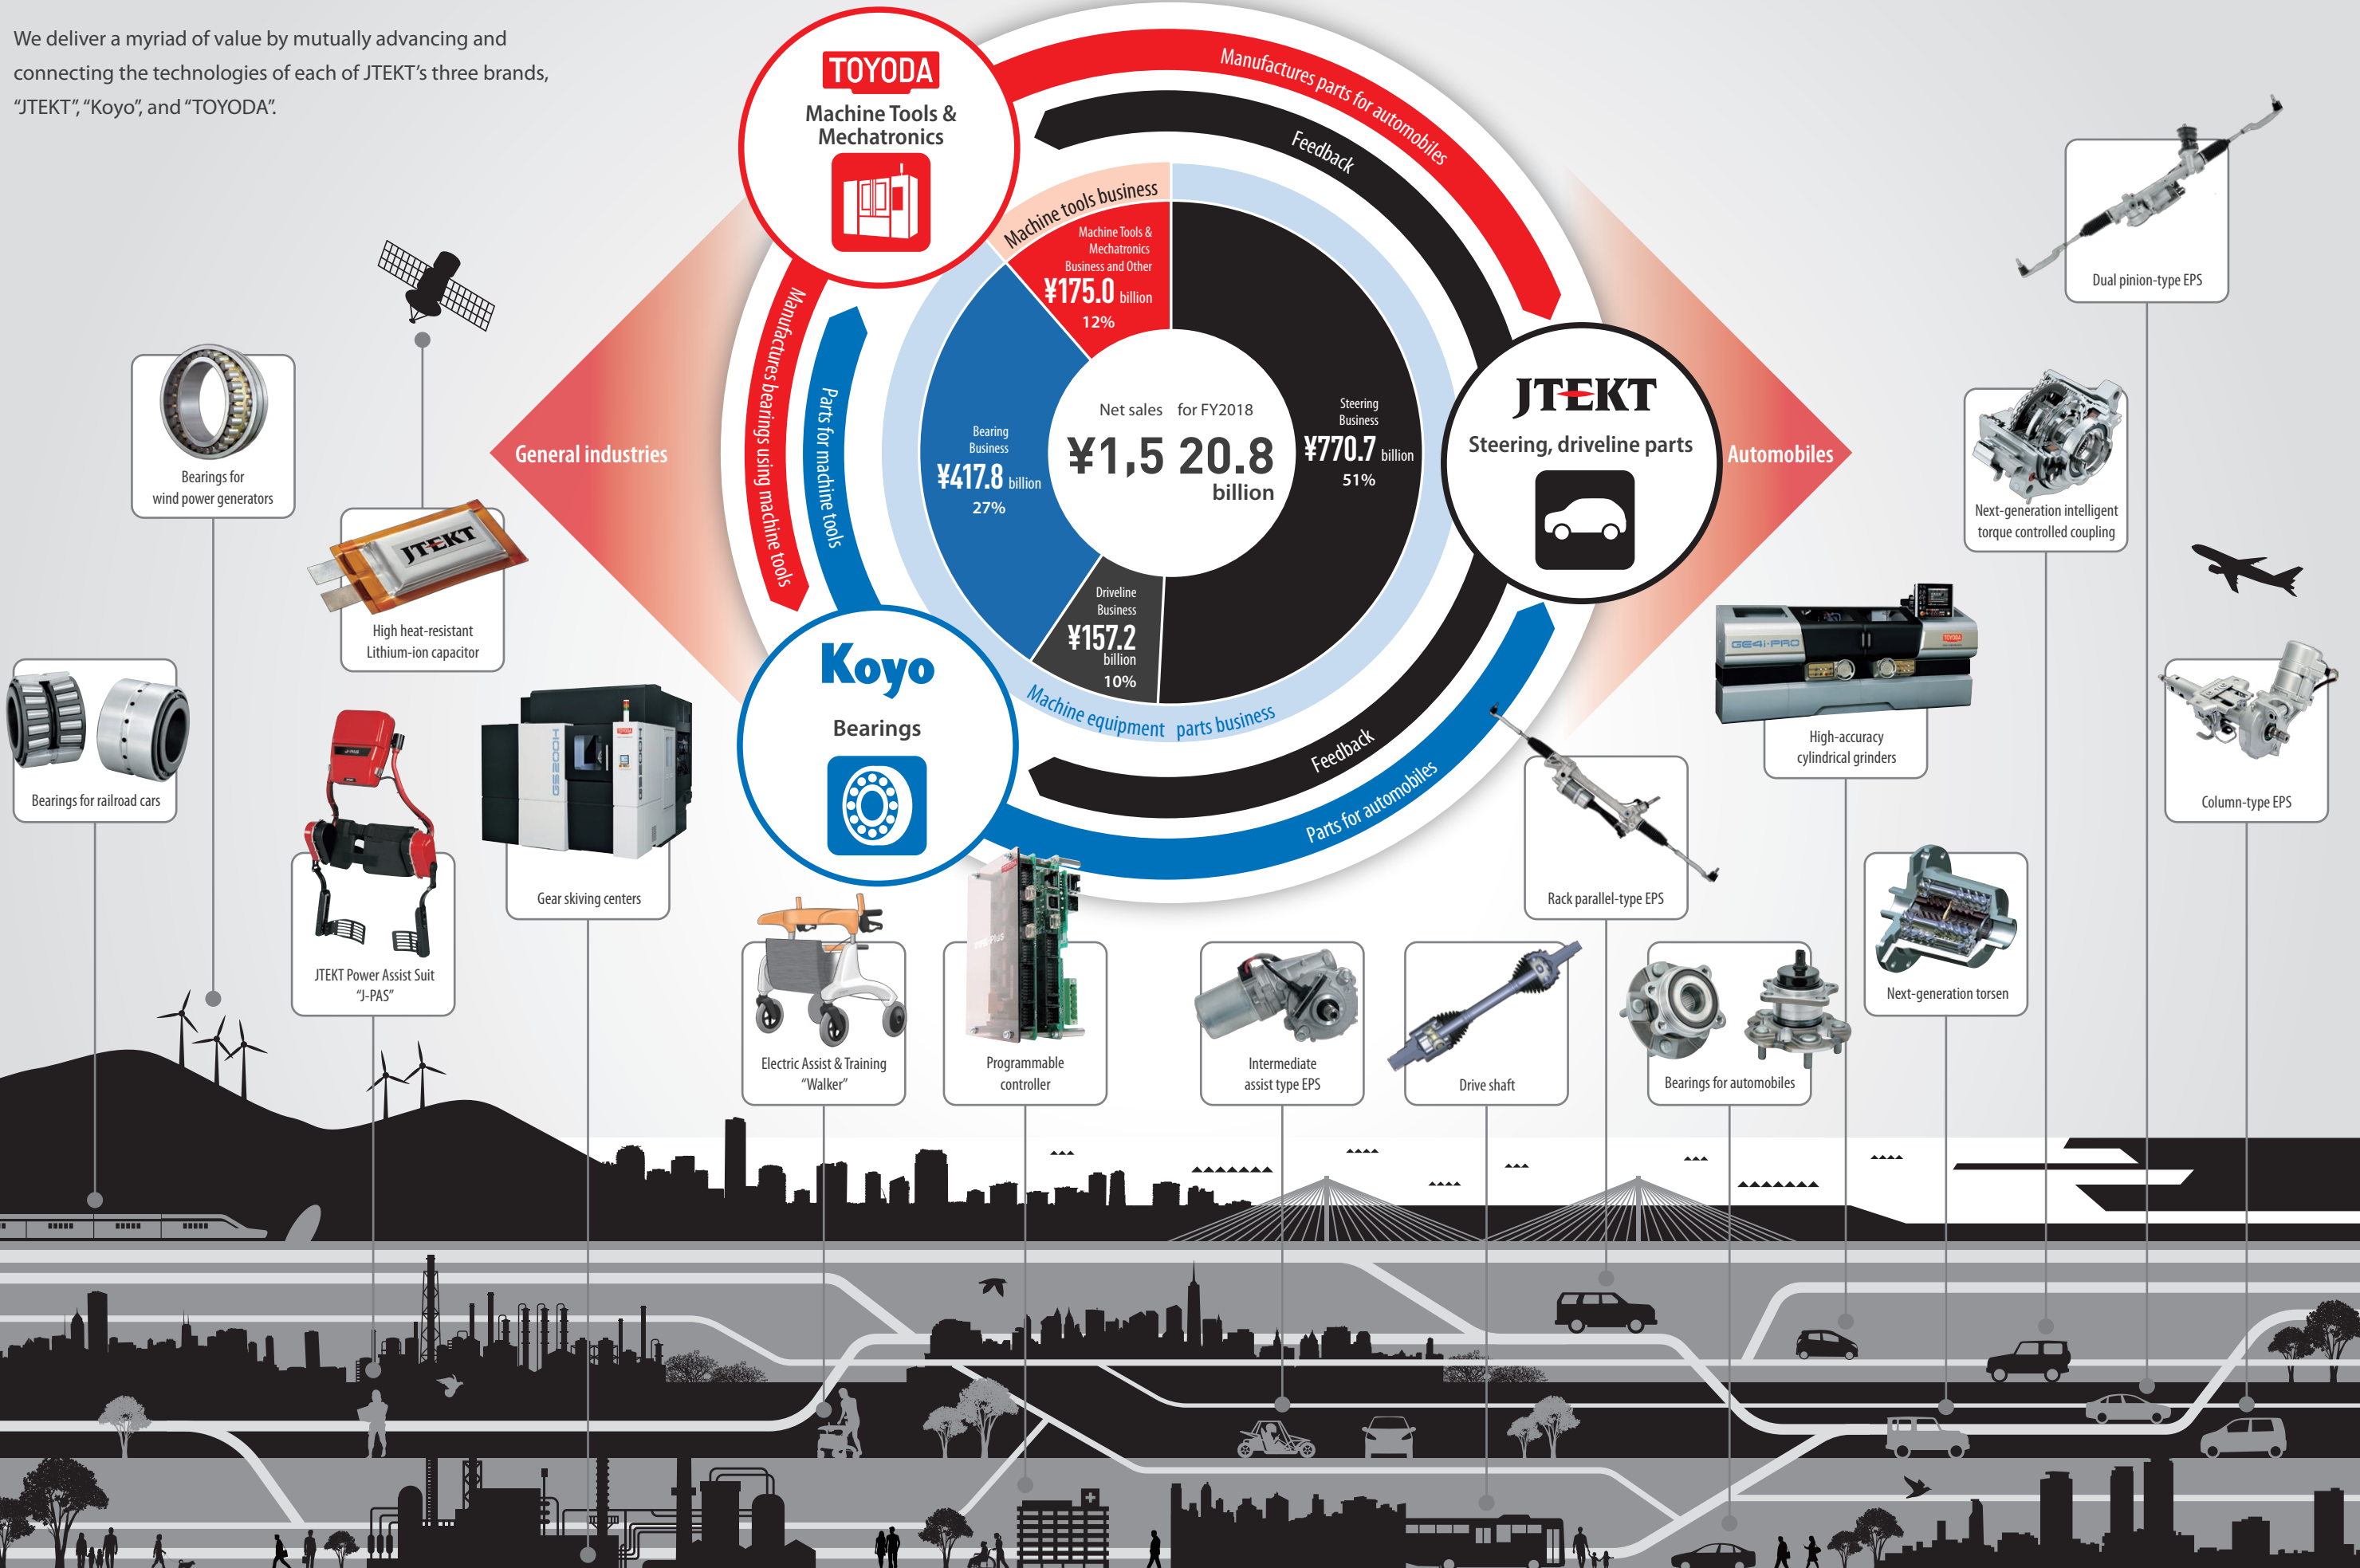 We deliver a myriad of value by mutually advancing and
connecting the technologies of each of JTEKT's three brands,
“JTEKT”, “Koyo”, and “TOYODA”.
TOYODA
Machine Tools &
Mechatronics
Manufactures parts for automobiles
Feedback
Machine tools business
Machine Tools &
Mechatronics
Business and Other
¥175.0 billion
12%
Manufactures bearings using machine tools
Parts for machine tools
General industries
Bearing
Business
¥417.8 billion
27%
Net sales for FY2018
¥1,5 20.8
billion
Steering
Business
¥770.7 billion
51%
JTEKT
Steering, driveline parts
Automobiles
Driveline
Business
¥157.2
billion
10%
Machine equipment parts business
Koyo
Bearings
Feedback
Parts for automobiles
Dual pinion-type EPS
Bearings for
wind power generators
JTEKT
High heat-resistant
Lithium-ion capacitor
Next-generation intelligent
torque controlled coupling
Bearings for railroad cars
J-PAS
JTEKT Power Assist Suit
“J-PAS”
GS200H
TOYODA
GS200H
Gear skiving centers
GE4i-PRO
TOYODA
High-accuracy
cylindrical grinders
Column-type EPS
Rack parallel-type EPS
Next-generation torsen
Electric Assist & Training
“Walker”
Plus
Programmable
controller
Intermediate
assist type EPS
Drive shaft
Bearings for automobiles